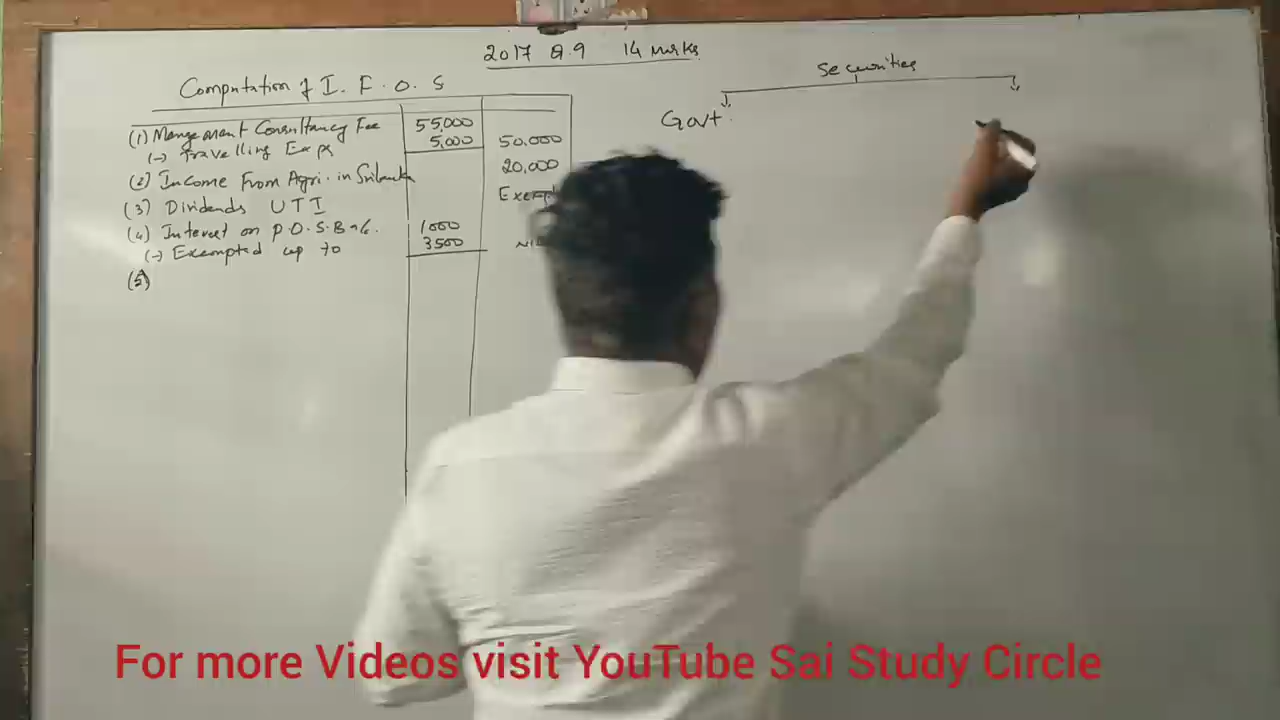 2017 Q.9 14 marks
Computation of I. F. O. S
(1) Management Consultancy Fee 55,000
(-) Travelling Exp 5,000 50,000
(2) Income From Agri. in Srilanka 20,000
(3) Dividends UTI Exempt
(4) Interest on P.O.S.B a/c. 1000
(-) Exempted up to 3500 NIL
(5)
Securities
Govt.
For more Videos visit YouTube Sai Study Circle